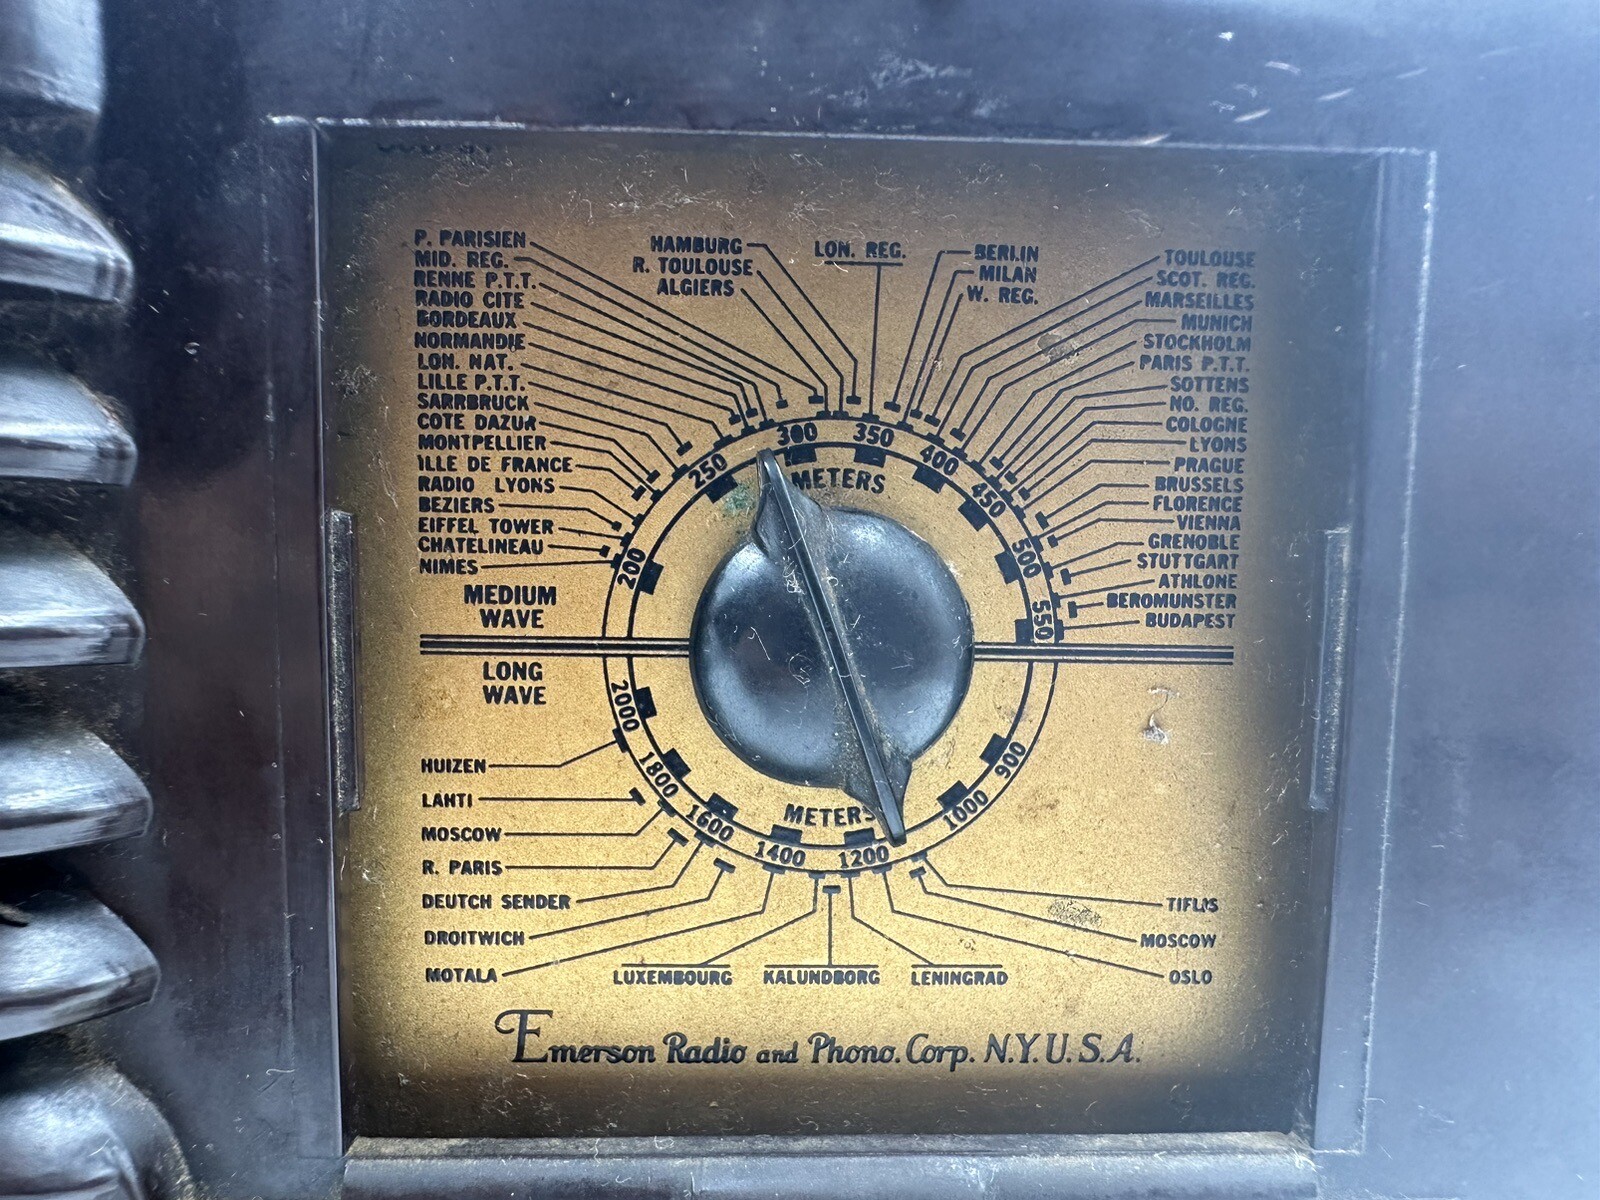 P. PARISIEN
MID. REG.
RENNE P.T.T.
RADIO CITE
BORDEAUX
NORMANDIE
LON. NAT.
LILLE P.T.T.
SARRBRUCK
COTE DAZUR
MONTPELLIER
ILLE DE FRANCE
RADIO LYONS
BEZIERS
EIFFEL TOWER
CHATELINEAU
NIMES
HAMBURG
R. TOULOUSE
ALGIERS
LON. REG.
BERLIN
MILAN
W. REG.
TOULOUSE
SCOT. REG.
MARSEILLES
MUNICH
STOCKHOLM
PARIS P.T.T.
SOTTENS
NO. REG.
COLOGNE
LYONS
PRAGUE
BRUSSELS
FLORENCE
VIENNA
GRENOBLE
STUTTGART
ATHLONE
BEROMUNSTER
BUDAPEST
200 250 300 350 400 450 500 550
METERS
MEDIUM
WAVE
LONG
WAVE
2000 1800 1600 1400 1200 1000 900
METERS
HUIZEN
LAHTI
MOSCOW
R. PARIS
DEUTCH SENDER
DROITWICH
MOTALA
LUXEMBOURG
KALUNDBORG
LENINGRAD
TIFLIS
MOSCOW
OSLO
Emerson Radio and Phono. Corp. N.Y.U.S.A.